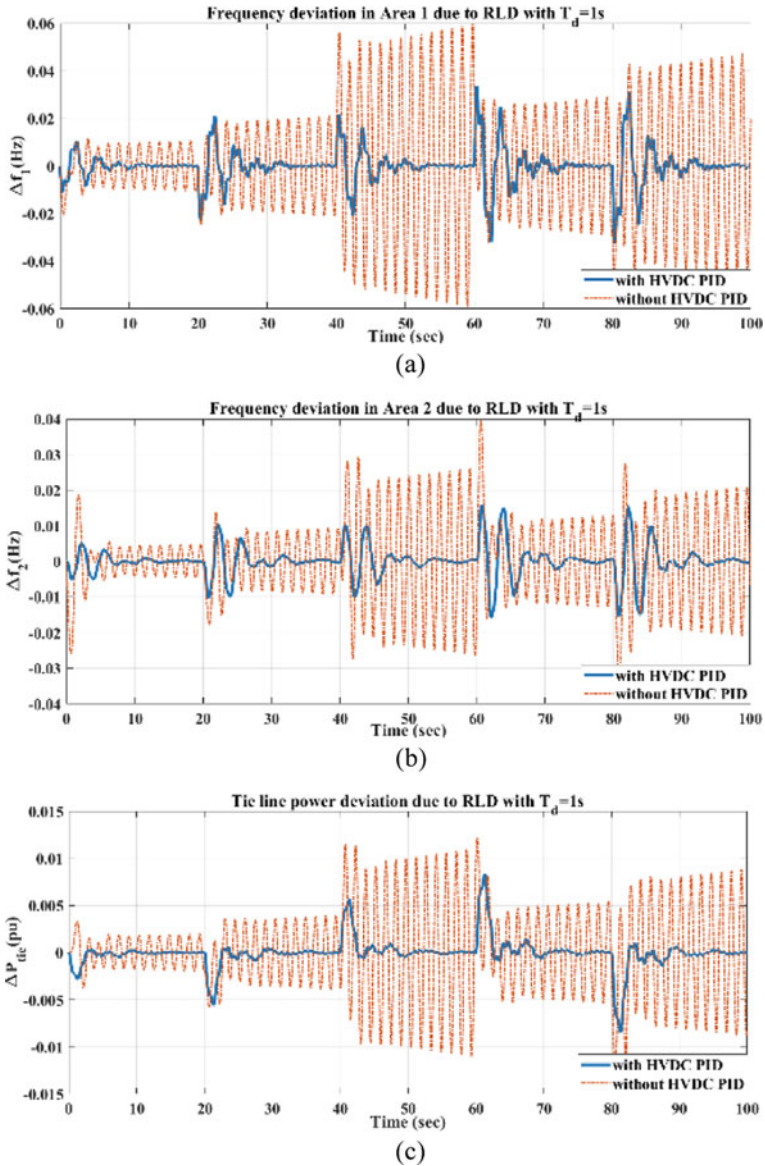 Frequency deviation in Area 1 due to RLD with T_d=1s
0.06
0.04
0.02
0
-0.02
-0.04
-0.06
Δf_1(Hz)
with HVDC PID
without HVDC PID
0 10 20 30 40 50 60 70 80 90 100
Time (sec)
(a)
Frequency deviation in Area 2 due to RLD with T_d=1s
0.04
0.03
0.02
0.01
0
-0.01
-0.02
-0.03
-0.04
Δf_2(Hz)
with HVDC PID
without HVDC PID
0 10 20 30 40 50 60 70 80 90 100
Time (sec)
(b)
Tie line power deviation due to RLD with T_d=1s
0.015
0.01
0.005
0
-0.005
-0.01
-0.015
ΔP_tie (pu)
with HVDC PID
without HVDC PID
0 10 20 30 40 50 60 70 80 90 100
Time (sec)
(c)